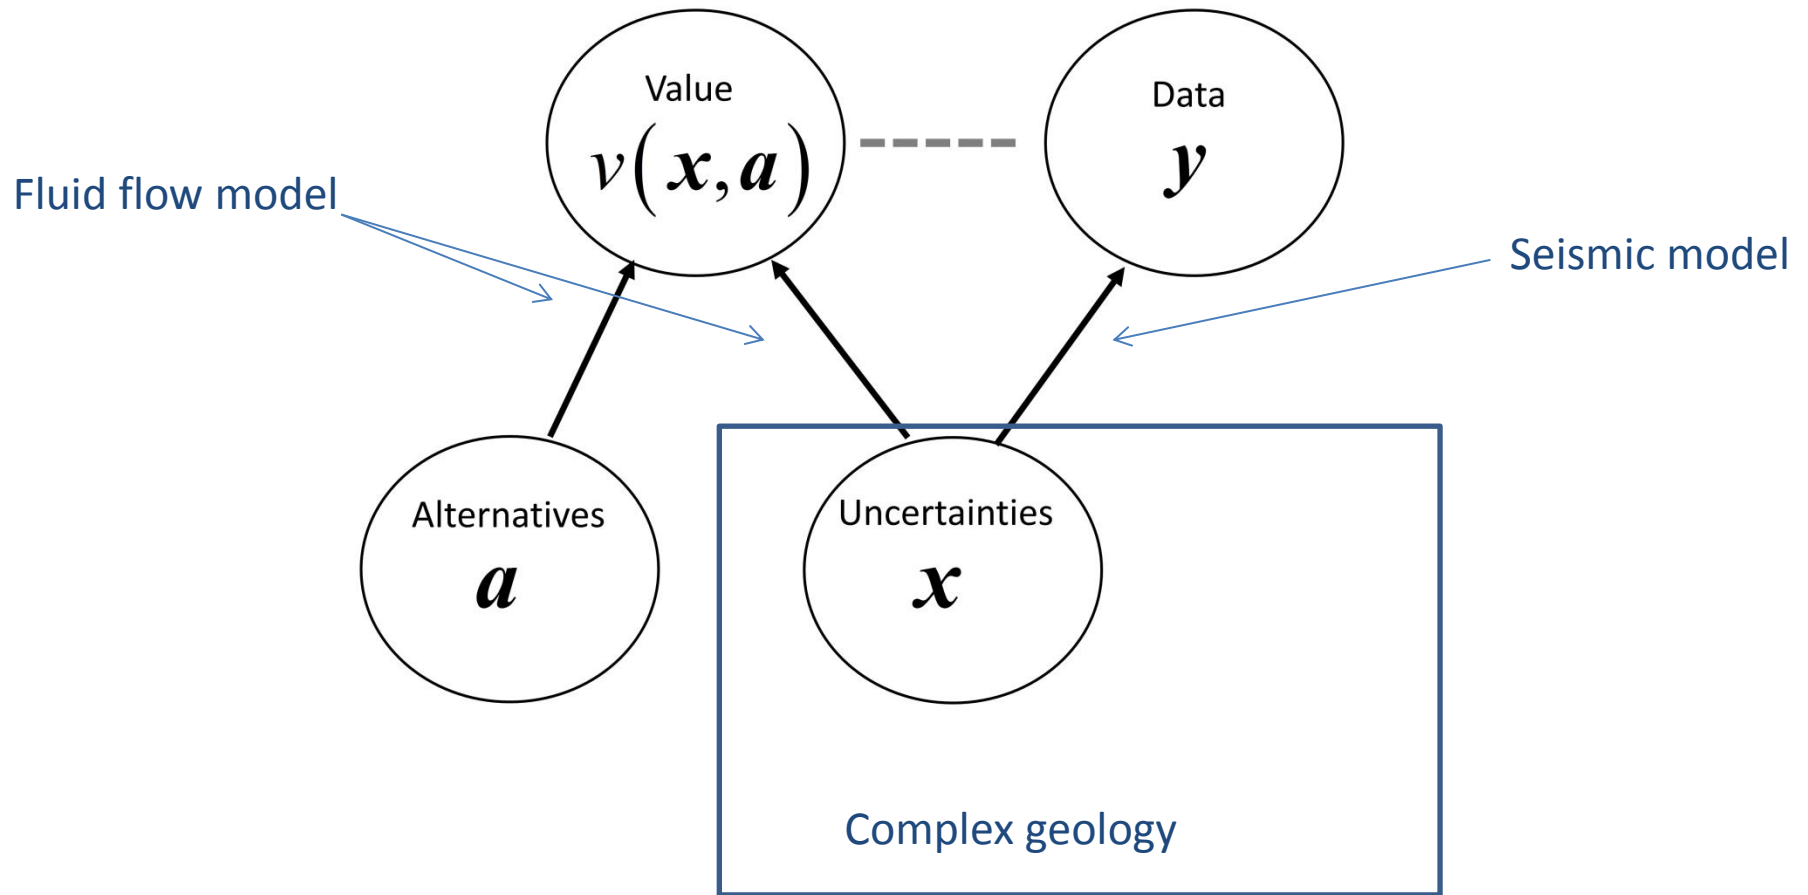 Value
v(x,a)
Data
y
Fluid flow model
Seismic model
Alternatives
a
Uncertainties
x
Complex geology